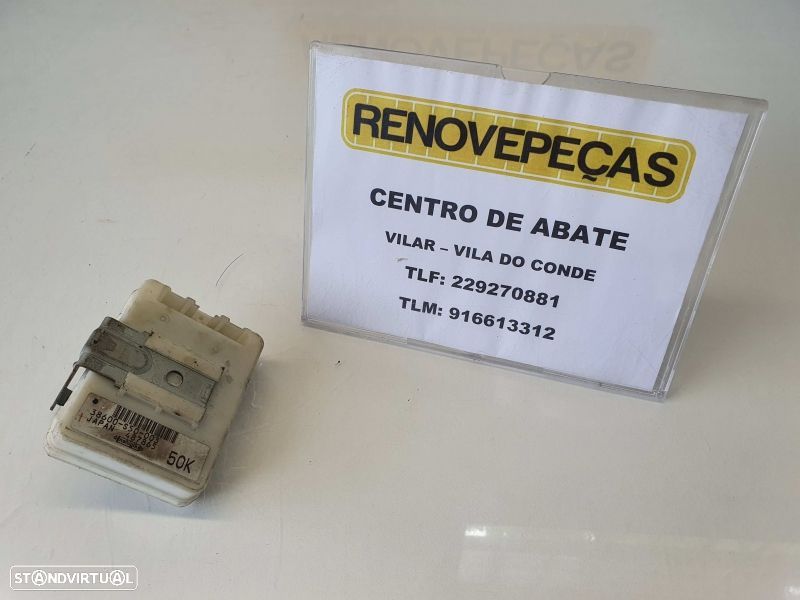 RENOVEPEÇAS
CENTRO DE ABATE
VILAR – VILA DO CONDE
TLF: 229270881
TLM: 916613312
JAPAN
50K
STANDVIRTUAL